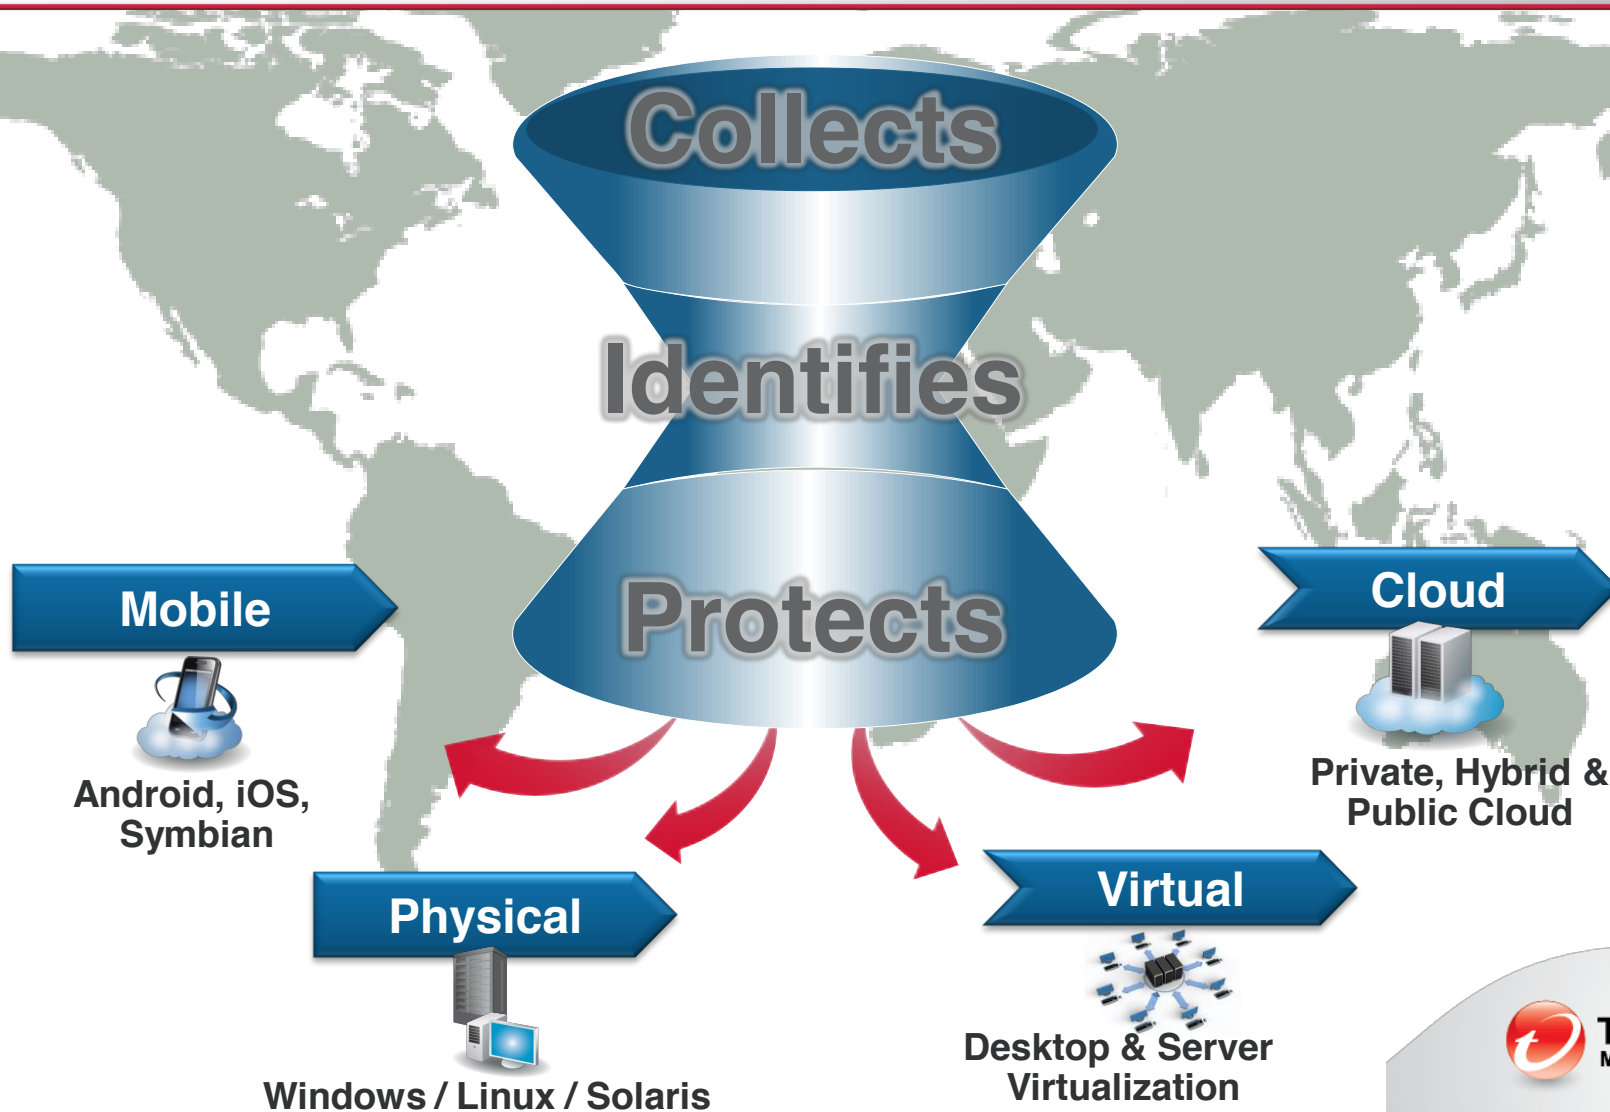 Collects
Identifies
Protects
Mobile
Android, iOS,
Symbian
Physical
Windows / Linux / Solaris
Virtual
Desktop & Server
Virtualization
Cloud
Private, Hybrid &
Public Cloud